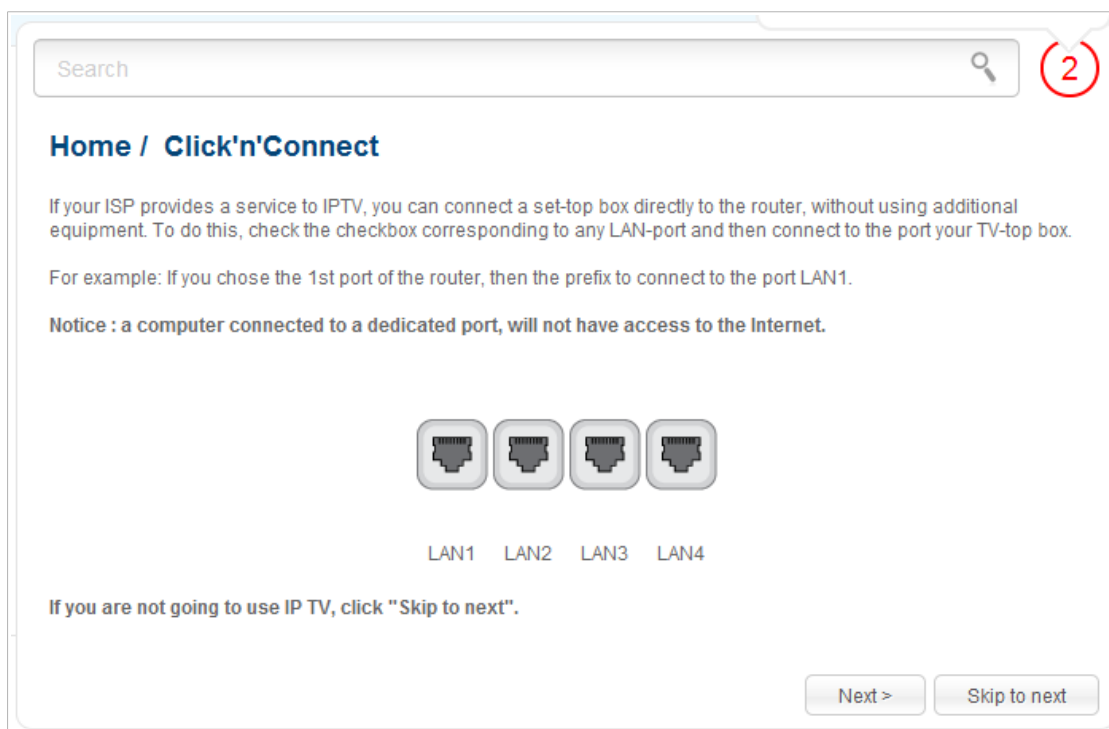 Search
2
Home / Click'n'Connect
If your ISP provides a service to IPTV, you can connect a set-top box directly to the router, without using additional
equipment. To do this, check the checkbox corresponding to any LAN-port and then connect to the port your TV-top box.
For example: If you chose the 1st port of the router, then the prefix to connect to the port LAN1.
Notice : a computer connected to a dedicated port, will not have access to the Internet.
LAN1 LAN2 LAN3 LAN4
If you are not going to use IP TV, click "Skip to next".
Next > Skip to next